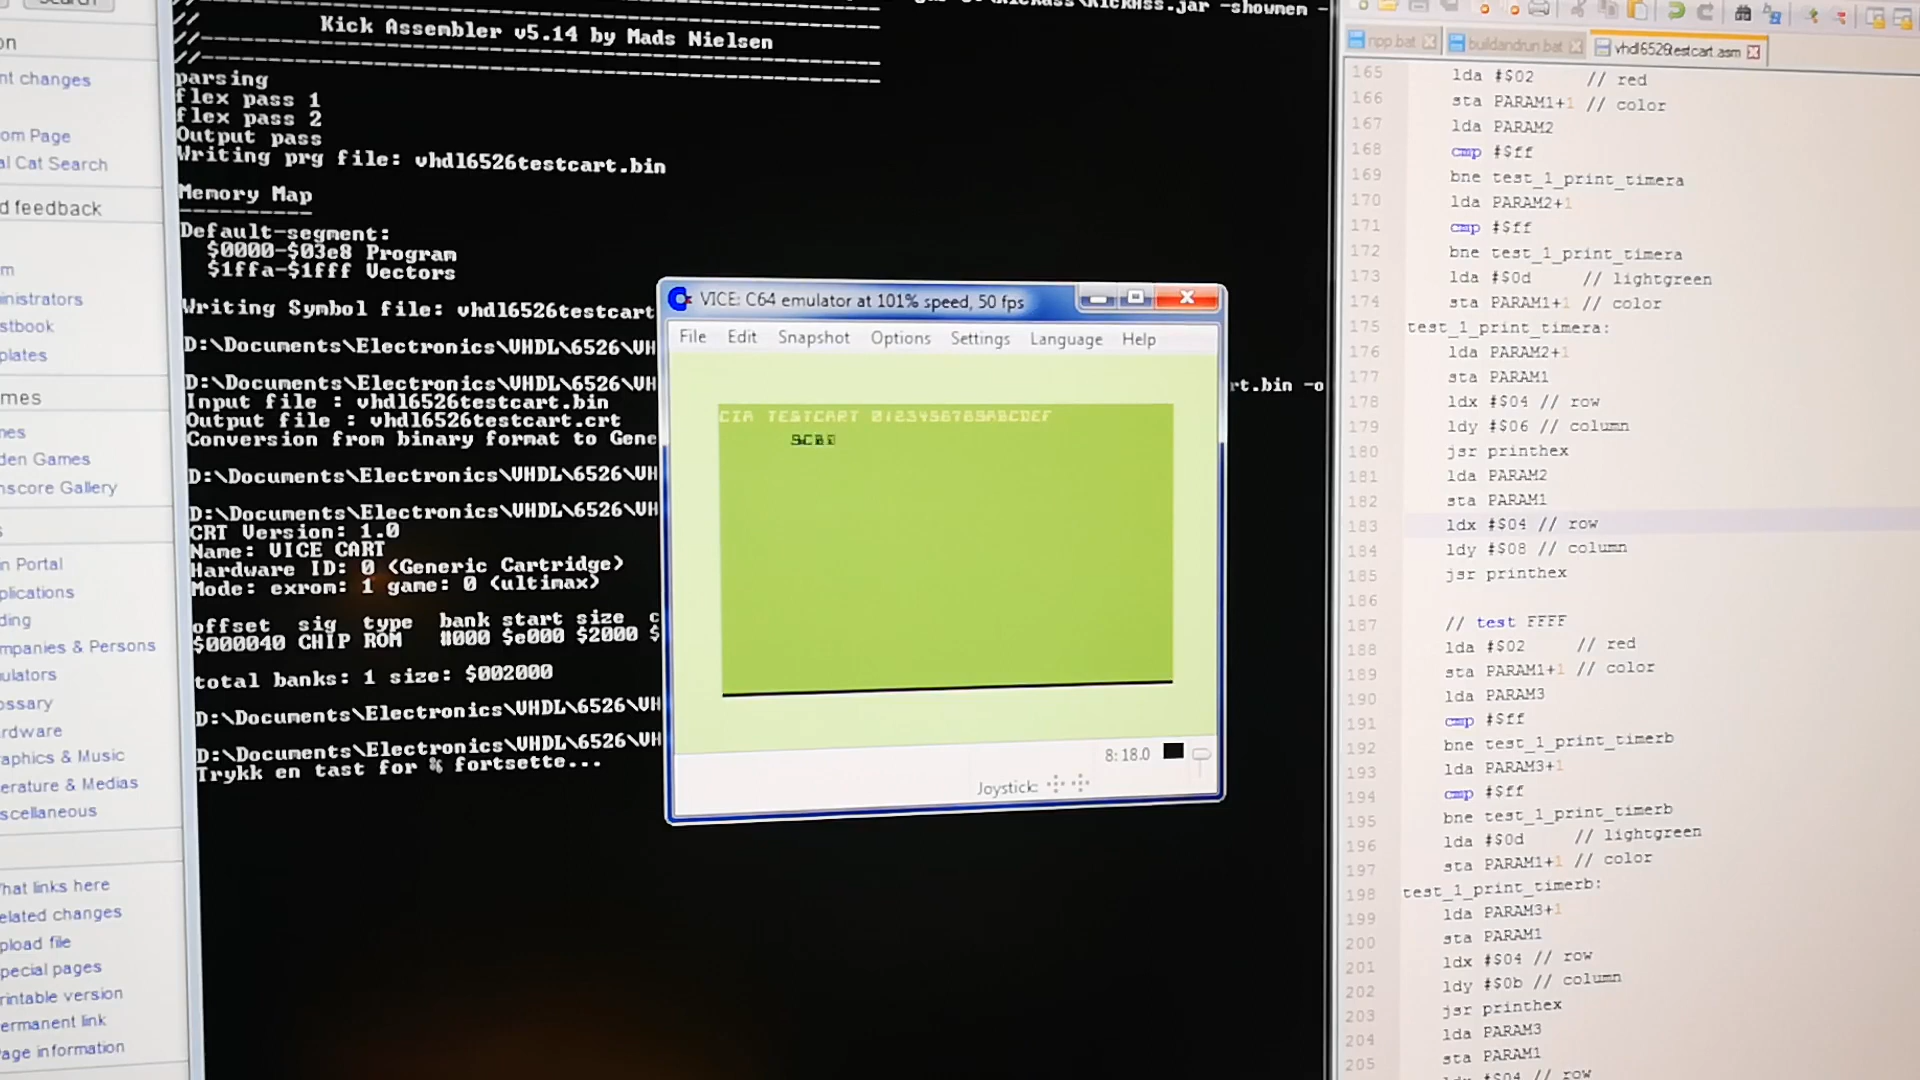 ent changes
om Page
al Cat Search
d feedback
m
inistrators
stbook
plates
mes
mes
den Games
nscore Gallery
s
n Portal
plications
ding
mpanies & Persons
ulators
ossary
rdware
raphics & Music
erature & Medias
iscellaneous
hat links here
elated changes
pload file
pecial pages
rintable version
ermanent link
age information
Kick Assembler v5.14 by Mads Nielsen
parsing
flex pass 1
flex pass 2
Output pass
Writing prg file: vhdl6526testcart.bin
Memory Map
Default-segment:
$0000-$03e8 Program
$1ffa-$1fff Vectors
Writing Symbol file: vhdl6526testcart
D:\Documents\Electronics\VHDL\6526\VH
D:\Documents\Electronics\VHDL\6526\VH
rt.bin -o
Input file : vhdl6526testcart.bin
Output file : vhdl6526testcart.crt
Conversion from binary format to Gene
D:\Documents\Electronics\VHDL\6526\VH
D:\Documents\Electronics\VHDL\6526\VH
CRT Version: 1.0
Name: VICE CART
Hardware ID: 0 (Generic Cartridge)
Mode: exrom: 1 game: 0 (ultimax)
offset sig type bank start size c
$000040 CHIP ROM #000 $e000 $2000 $
total banks: 1 size: $002000
D:\Documents\Electronics\VHDL\6526\VH
D:\Documents\Electronics\VHDL\6526\VH
Trykk en tast for % fortsette...
VICE: C64 emulator at 101% speed, 50 fps
File Edit Snapshot Options Settings Language Help
CIA TESTCART 0123456789ABCDEF
8: 18.0
Joystick:
npp.bat buildandrun.bat vhdl6526testcart.asm
165 lda #$02 // red
166 sta PARAM1+1 // color
167 lda PARAM2
168 cmp #$ff
169 bne test_1_print_timera
170 lda PARAM2+1
171 cmp #$ff
172 bne test_1_print_timera
173 lda #$0d // lightgreen
174 sta PARAM1+1 // color
175 test_1_print_timera:
176 lda PARAM2+1
177 sta PARAM1
178 ldx #$04 // row
179 ldy #$06 // column
180 jsr printhex
181 lda PARAM2
182 sta PARAM1
183 ldx #$04 // row
184 ldy #$08 // column
185 jsr printhex
186
187 // test FFFF
188 lda #$02 // red
189 sta PARAM1+1 // color
190 lda PARAM3
191 cmp #$ff
192 bne test_1_print_timerb
193 lda PARAM3+1
194 cmp #$ff
195 bne test_1_print_timerb
196 lda #$0d // lightgreen
197 sta PARAM1+1 // color
198 test_1_print_timerb:
199 lda PARAM3+1
200 sta PARAM1
201 ldx #$04 // row
202 ldy #$0b // column
203 jsr printhex
204 lda PARAM3
205 sta PARAM1
ldx #$04 // row